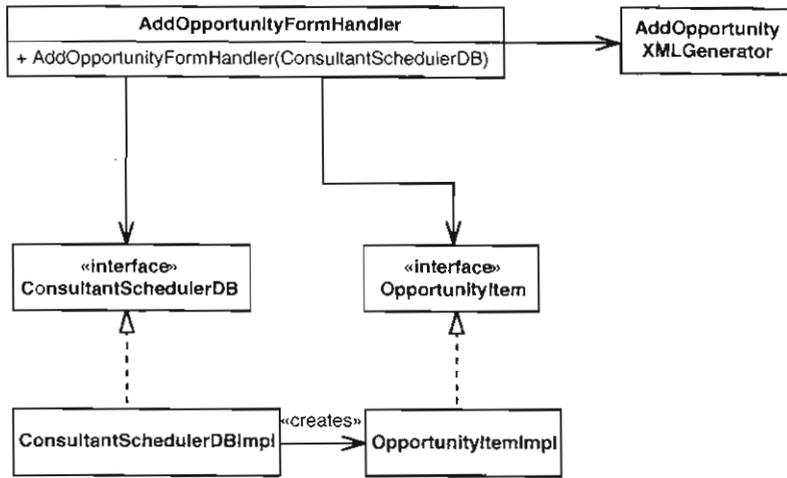 AddOpportunityFormHandler
+ AddOpportunityFormHandler(ConsultantSchedulerDB)
AddOpportunity
XMLGenerator
«interface»
ConsultantSchedulerDB
«interface»
OpportunityItem
ConsultantSchedulerDBImpl
«creates»
OpportunityItemImpl